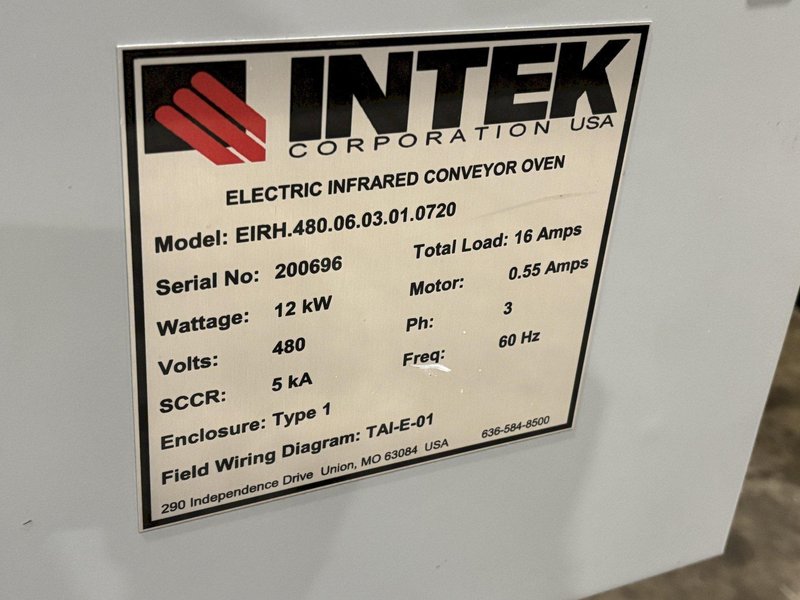 INTEK
CORPORATION USA
ELECTRIC INFRARED CONVEYOR OVEN
Model: EIRH.480.06.03.01.0720
Serial No: 200696 Total Load: 16 Amps
Wattage: 12 kW Motor: 0.55 Amps
Volts: 480 Ph: 3
SCCR: 5 kA Freq: 60 Hz
Enclosure: Type 1
Field Wiring Diagram: TAI-E-01
290 Independence Drive Union, MO 63084 USA 636-584-8500